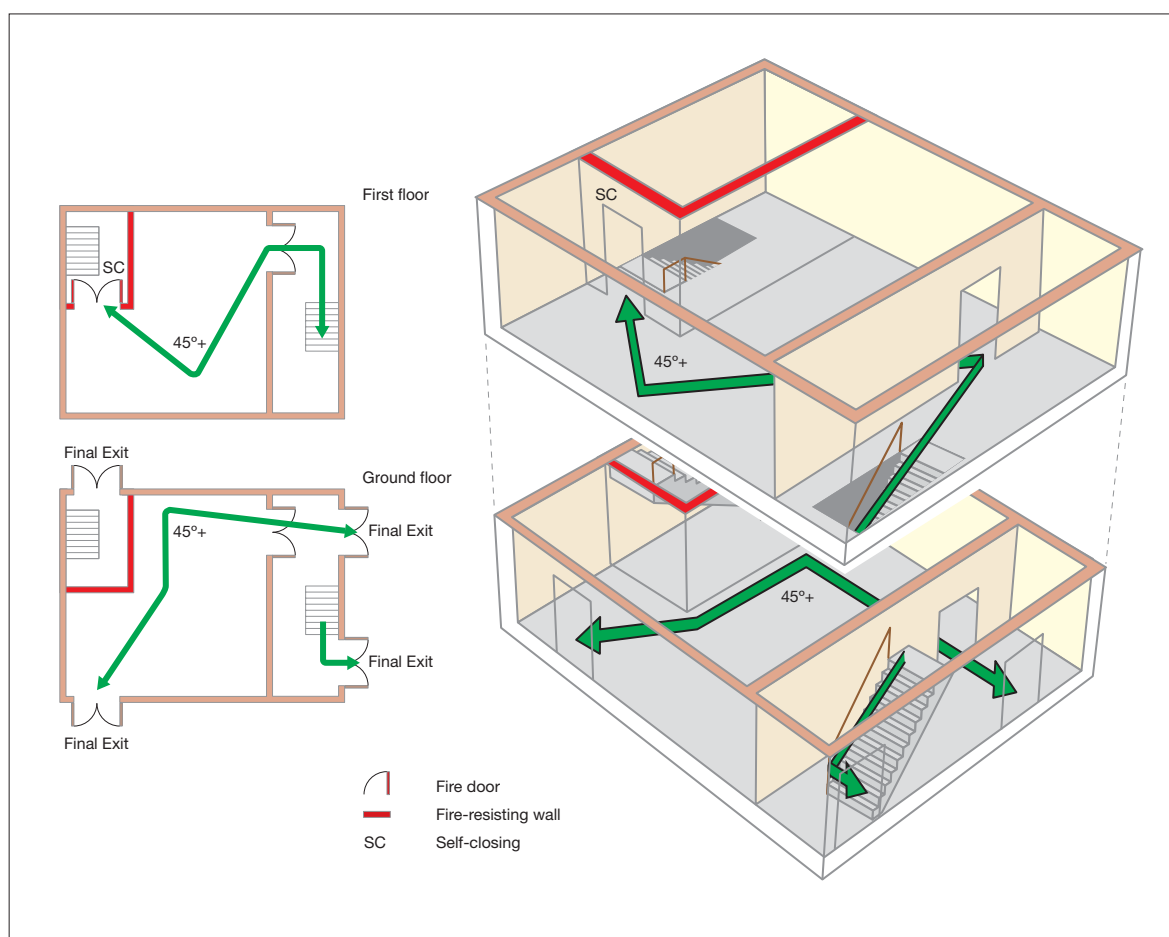 First floor
SC
45º+
Final Exit
Ground floor
45º+
Final Exit
Final Exit
Final Exit
SC
45º+
45º+
Fire door
Fire-resisting wall
SC
Self-closing